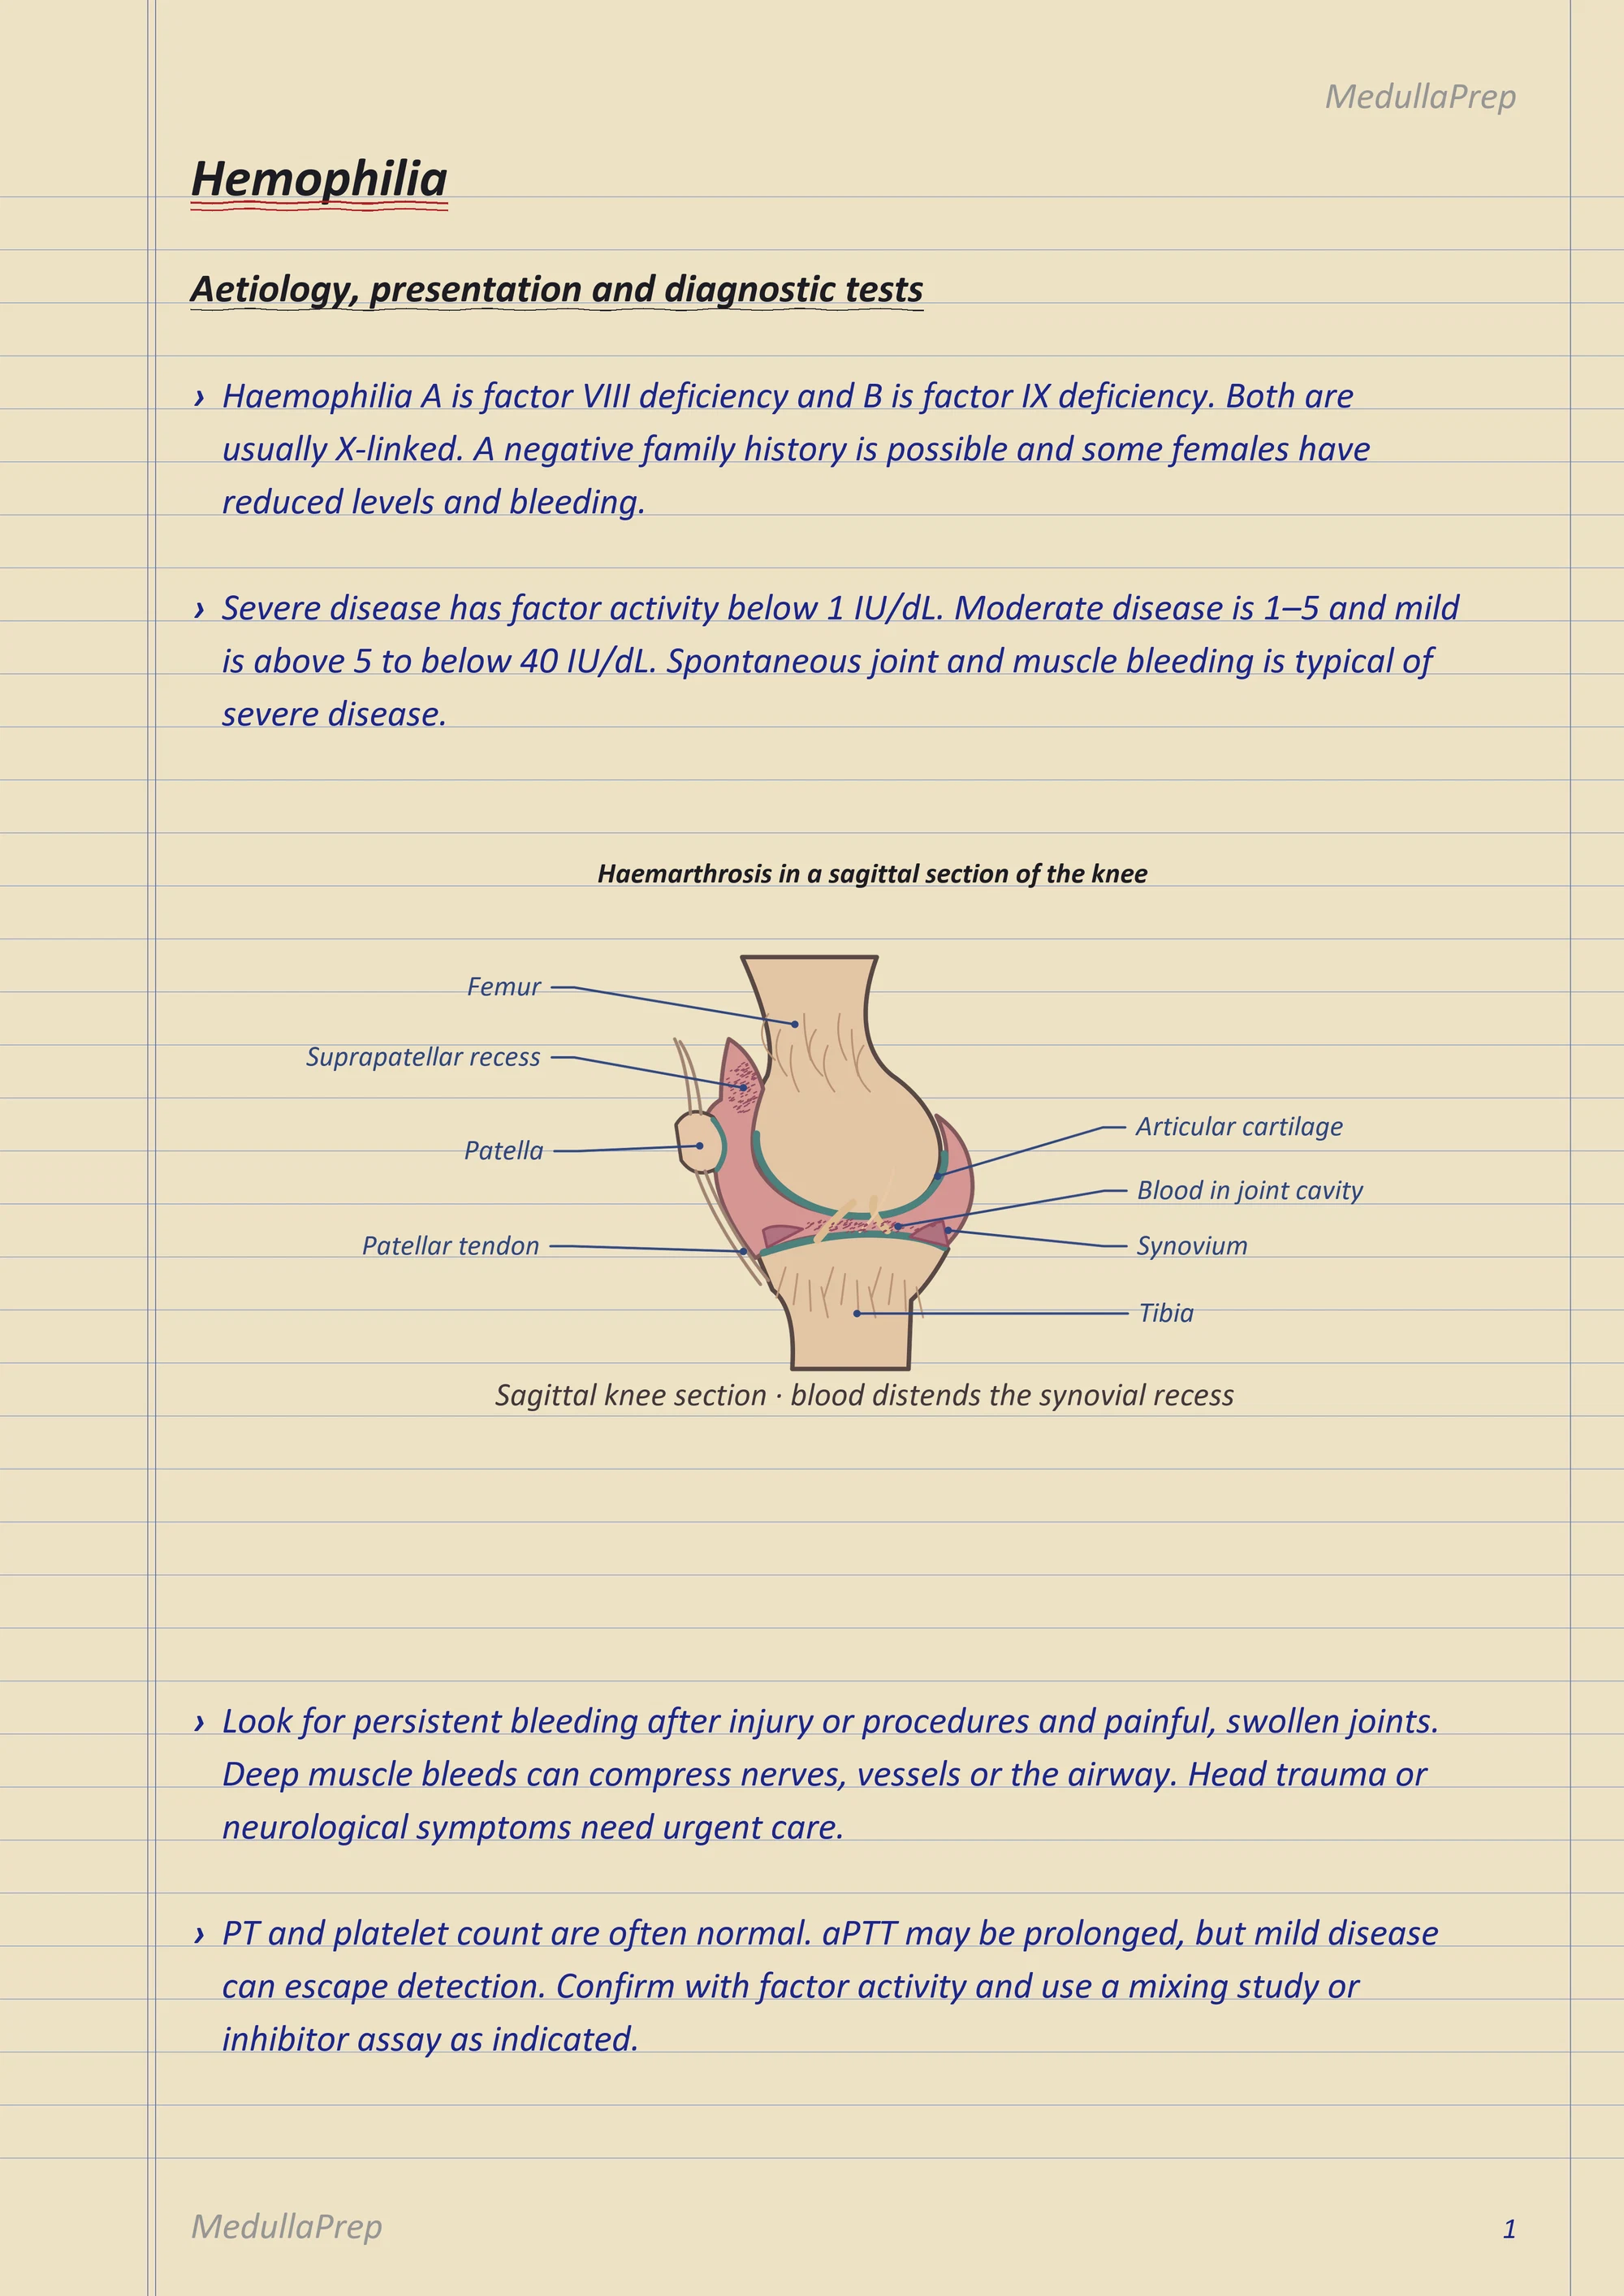 MedullaPrep
Hemophilia
Aetiology, presentation and diagnostic tests
› Haemophilia A is factor VIII deficiency and B is factor IX deficiency. Both are
usually X-linked. A negative family history is possible and some females have
reduced levels and bleeding.
› Severe disease has factor activity below 1 IU/dL. Moderate disease is 1–5 and mild
is above 5 to below 40 IU/dL. Spontaneous joint and muscle bleeding is typical of
severe disease.
Haemarthrosis in a sagittal section of the knee
Femur
Suprapatellar recess
Patella
Patellar tendon
Articular cartilage
Blood in joint cavity
Synovium
Tibia
Sagittal knee section · blood distends the synovial recess
› Look for persistent bleeding after injury or procedures and painful, swollen joints.
Deep muscle bleeds can compress nerves, vessels or the airway. Head trauma or
neurological symptoms need urgent care.
› PT and platelet count are often normal. aPTT may be prolonged, but mild disease
can escape detection. Confirm with factor activity and use a mixing study or
inhibitor assay as indicated.
MedullaPrep
1